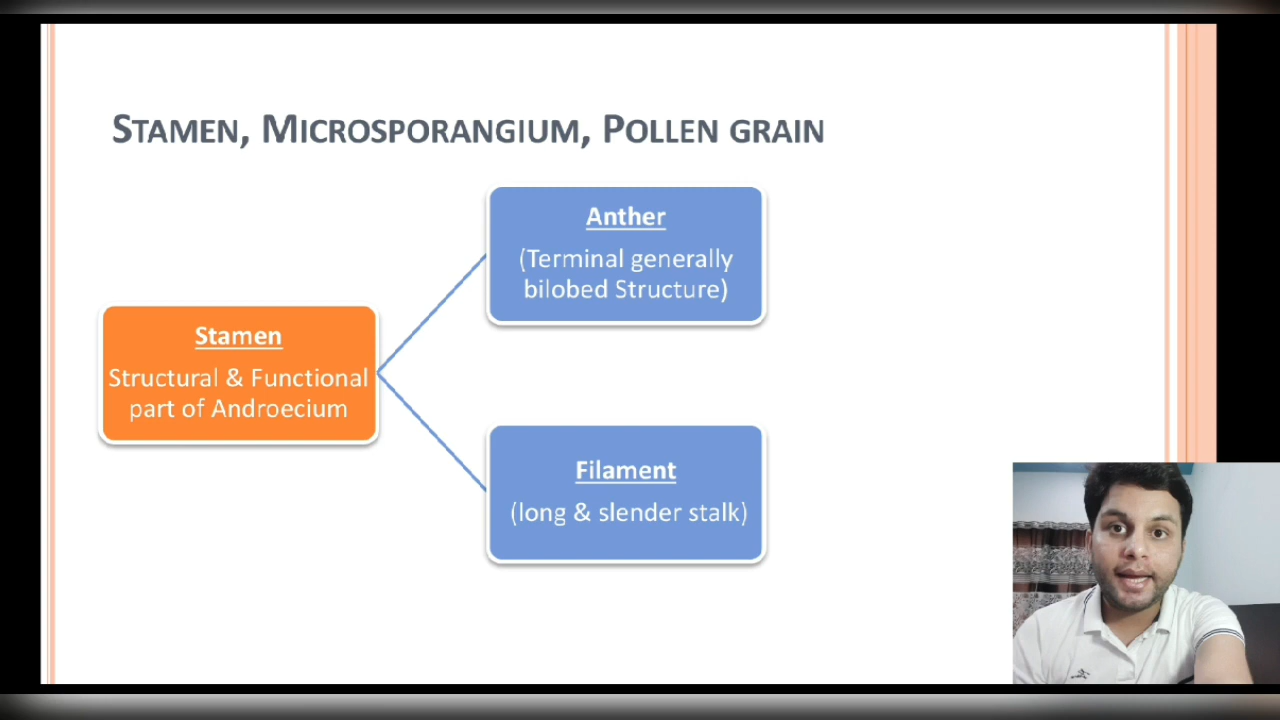 STAMEN, MICROSPORANGIUM, POLLEN GRAIN
Anther
(Terminal generally
bilobed Structure)
Stamen
Structural & Functional
part of Androecium
Filament
(long & slender stalk)